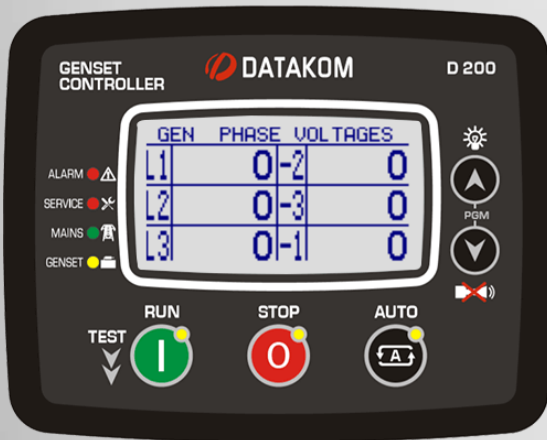 GENSET
CONTROLLER
DATAKOM
D 200
GEN PHASE VOLTAGES
L1 0 -2 0
L2 0 -3 0
L3 0 -1 0
ALARM
SERVICE
MAINS
GENSET
PGM
RUN
STOP
AUTO
TEST
I
O
A